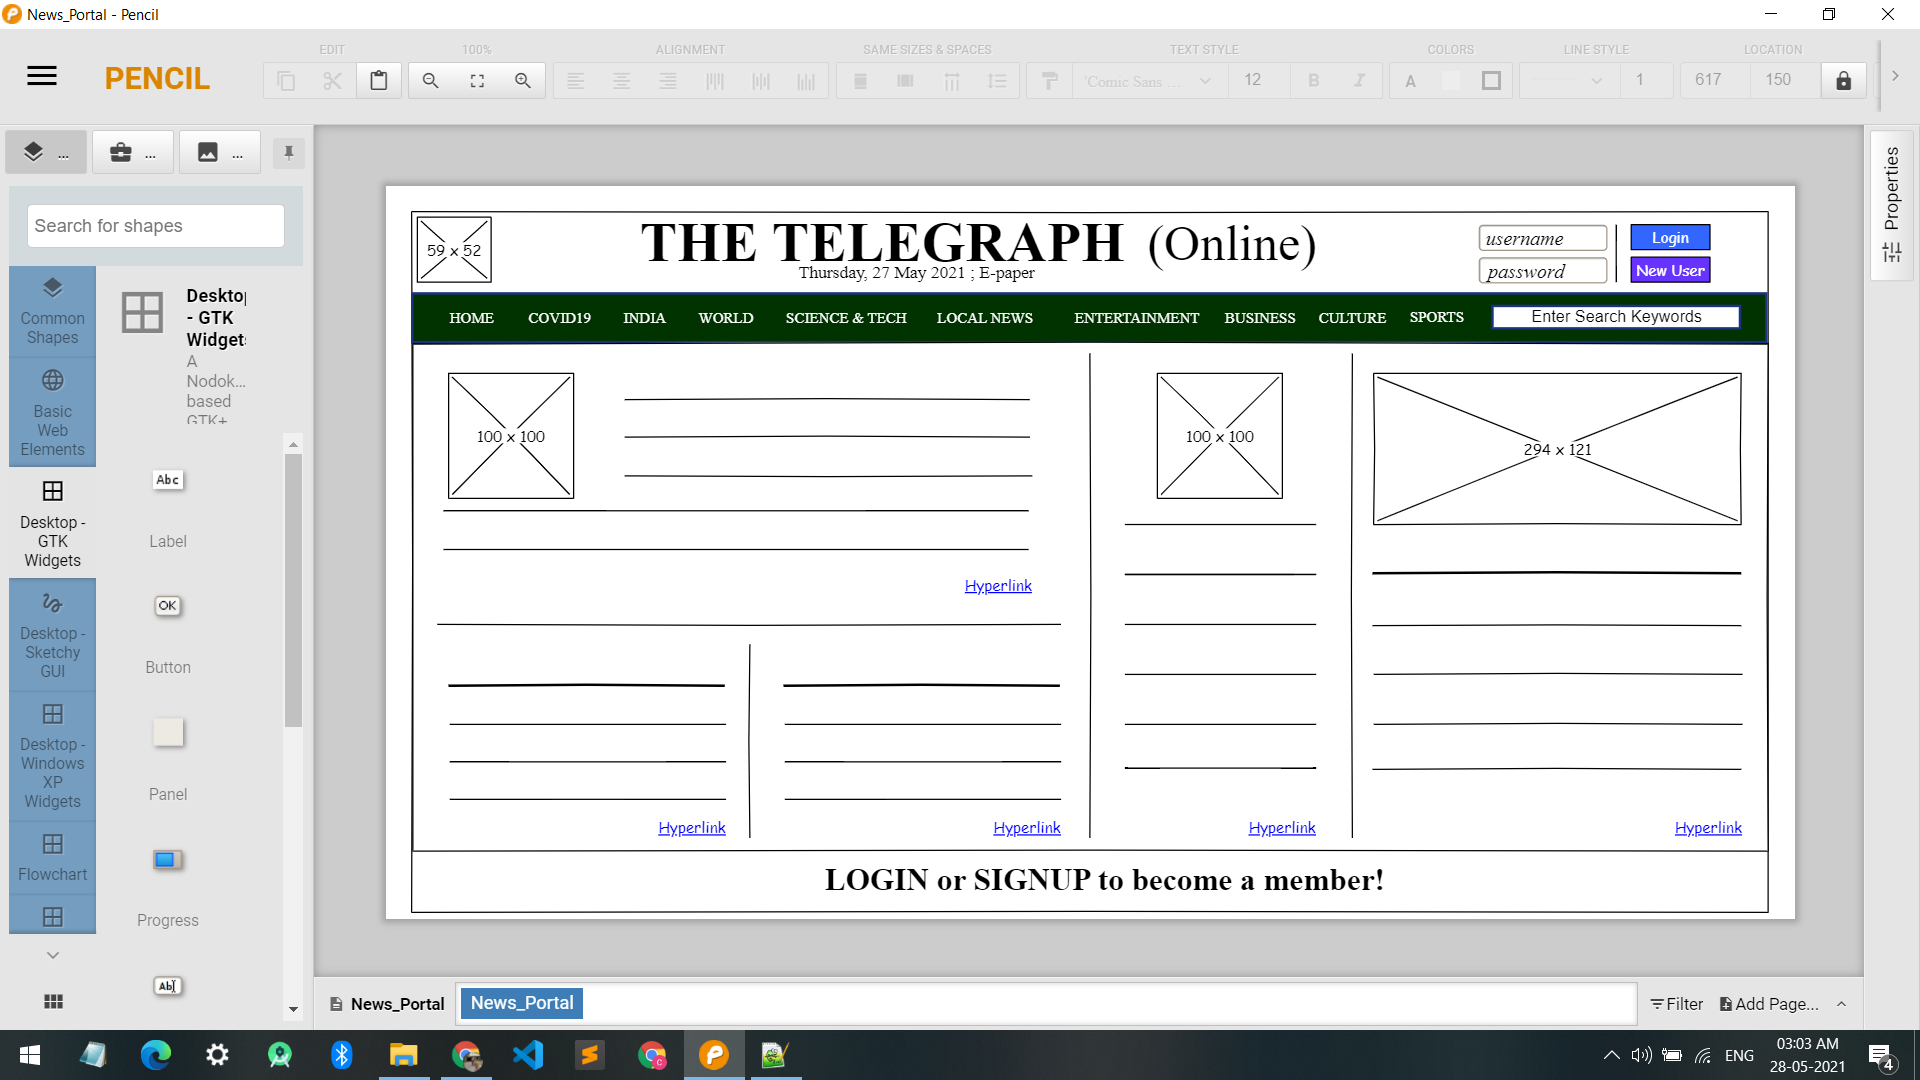 News_Portal - Pencil
EDIT
100%
ALIGNMENT
SAME SIZES & SPACES
TEXT STYLE
COLORS
LINE STYLE
LOCATION
PENCIL
'Comic Sans ...
12
B
I
A
1
617
150
...
...
...
Properties
Search for shapes
Common Shapes
Basic Web Elements
Desktop - GTK Widgets
Desktop - Sketchy GUI
Desktop - Windows XP Widgets
Flowchart
Desktop - GTK Widgets
A Nodok... based GTK+
Abc
Label
OK
Button
Panel
Progress
Ab
59 x 52
THE TELEGRAPH (Online)
Thursday, 27 May 2021 ; E-paper
username
Login
password
New User
HOME COVID19 INDIA WORLD SCIENCE & TECH LOCAL NEWS ENTERTAINMENT BUSINESS CULTURE SPORTS Enter Search Keywords
100 x 100
100 x 100
294 x 121
Hyperlink
Hyperlink
Hyperlink
Hyperlink
Hyperlink
LOGIN or SIGNUP to become a member!
News_Portal
News_Portal
Filter
Add Page...
ENG
03:03 AM
28-05-2021
4